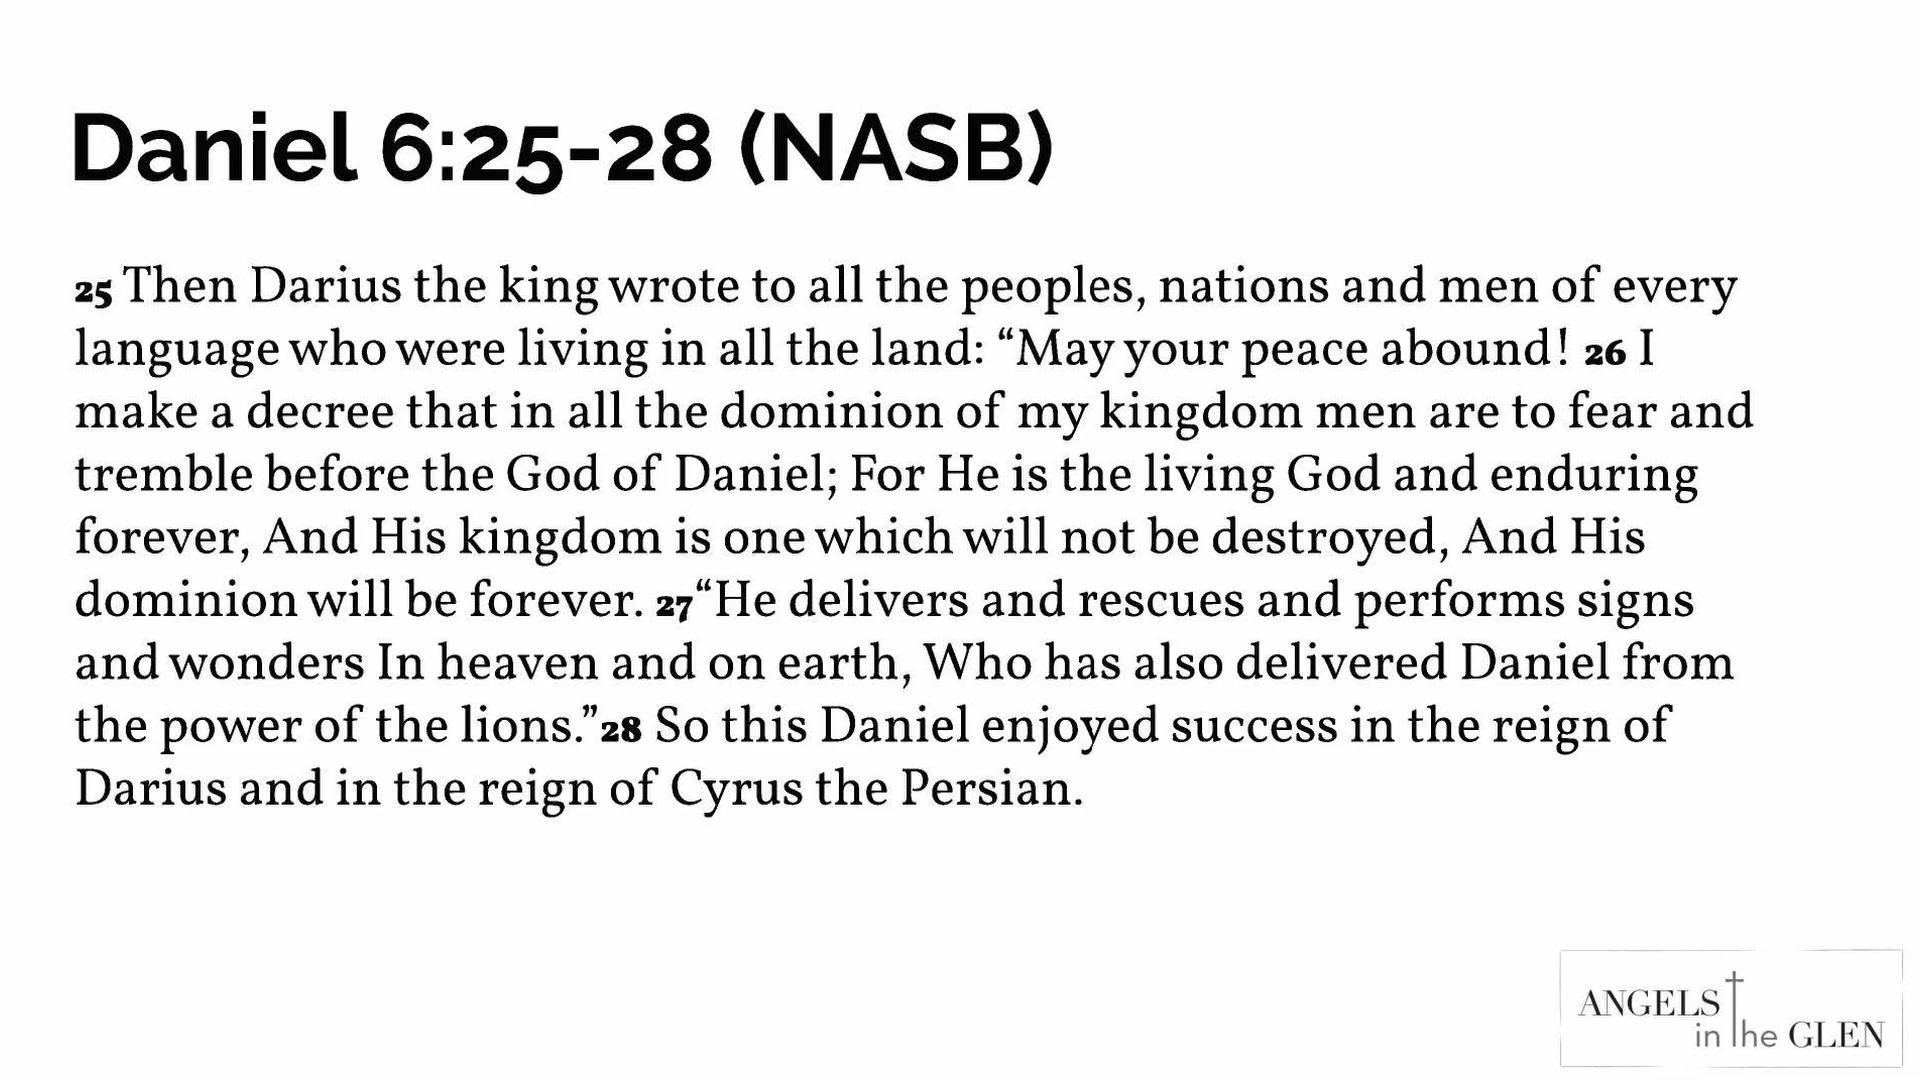 Daniel 6:25-28 (NASB)
25 Then Darius the king wrote to all the peoples, nations and men of every
language who were living in all the land: “May your peace abound! 26 I
make a decree that in all the dominion of my kingdom men are to fear and
tremble before the God of Daniel; For He is the living God and enduring
forever, And His kingdom is one which will not be destroyed, And His
dominion will be forever. 27“He delivers and rescues and performs signs
and wonders In heaven and on earth, Who has also delivered Daniel from
the power of the lions.”28 So this Daniel enjoyed success in the reign of
Darius and in the reign of Cyrus the Persian.
ANGELS
in the GLEN